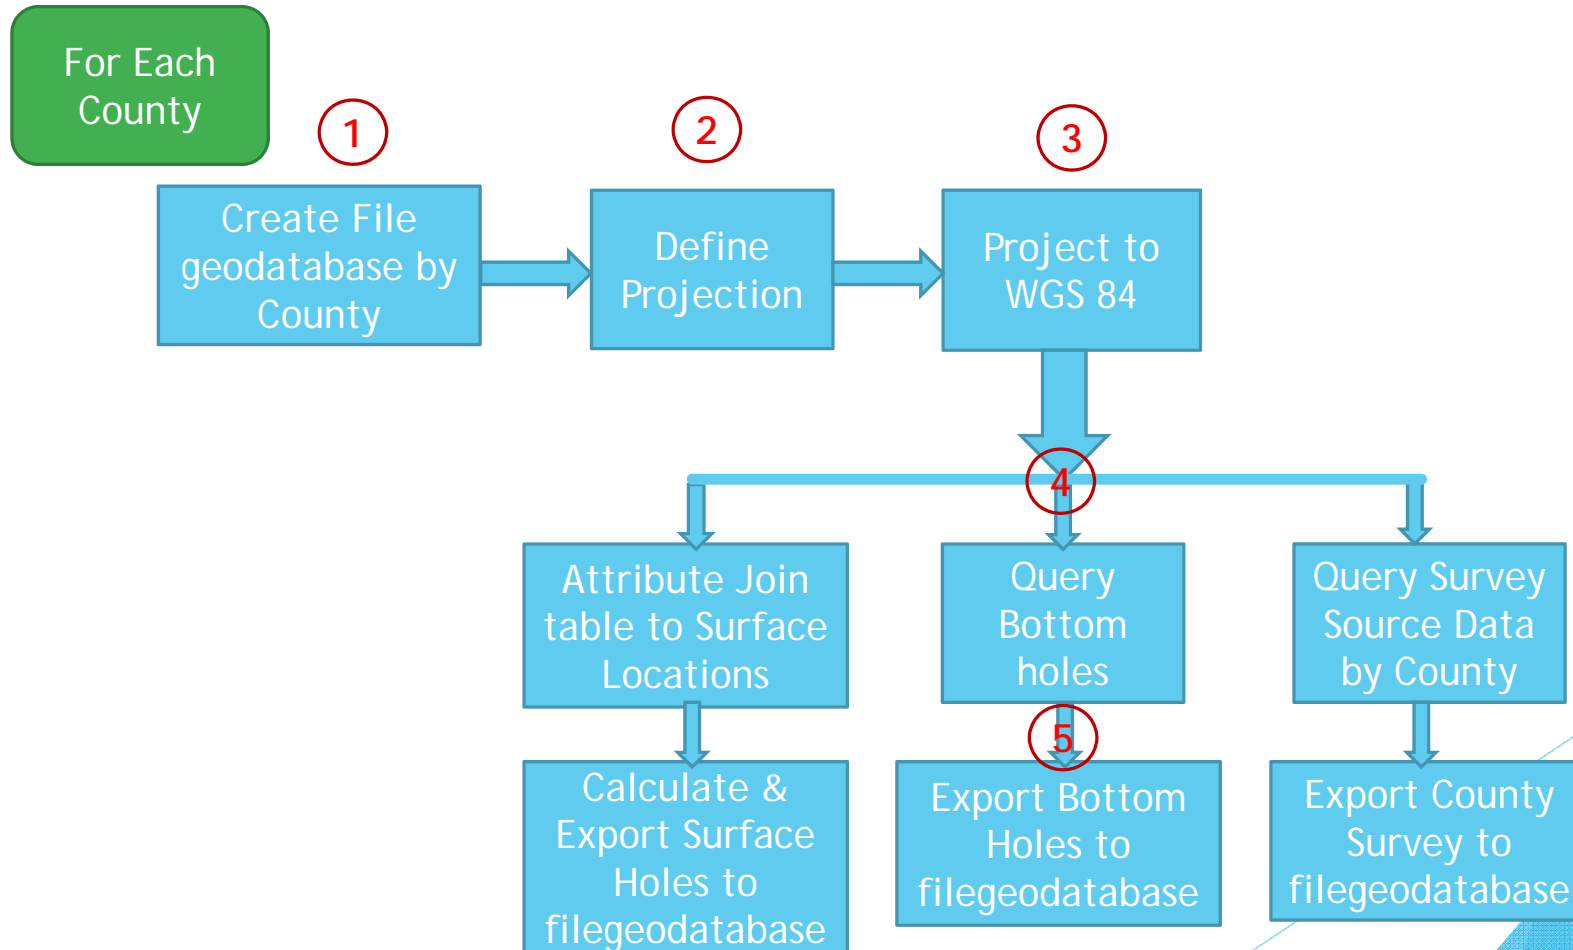 For Each
County
1
2
3
Create File
geodatabase by
County
Define
Projection
Project to
WGS 84
4
Attribute Join
table to Surface
Locations
Query
Bottom
holes
Query Survey
Source Data
by County
5
Calculate &
Export Surface
Holes to
filegeodatabase
Export Bottom
Holes to
filegeodatabase
Export County
Survey to
filegeodatabase